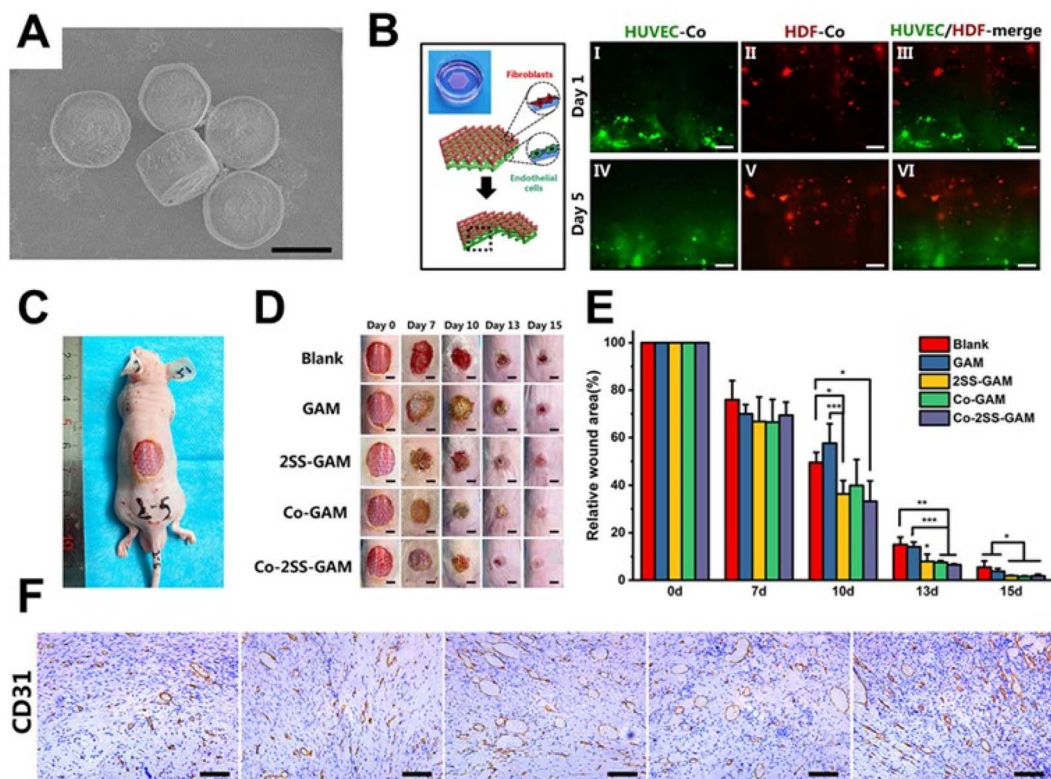 A
B
HUVEC-Co
HDF-Co
HUVEC/HDF-merge
Fibroblasts
Endothelial
cells
Day 1
Day 5
I
II
III
IV
V
VI
C
D
Day 0 Day 7 Day 10 Day 13 Day 15
Blank
GAM
2SS-GAM
Co-GAM
Co-2SS-GAM
E
Relative wound area(%)
100
80
60
40
20
0
0d 7d 10d 13d 15d
Blank
GAM
2SS-GAM
Co-GAM
Co-2SS-GAM
*
*
***
**
***
*
*
F
CD31